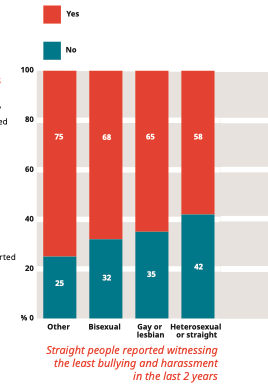 Yes
No
100
80
60
40
20
% 0
75
68
65
58
25
32
35
42
ed
rted
Other
Bisexual
Gay or
lesbian
Heterosexual
or straight
Straight people reported witnessing
the least bullying and harassment
in the last 2 years